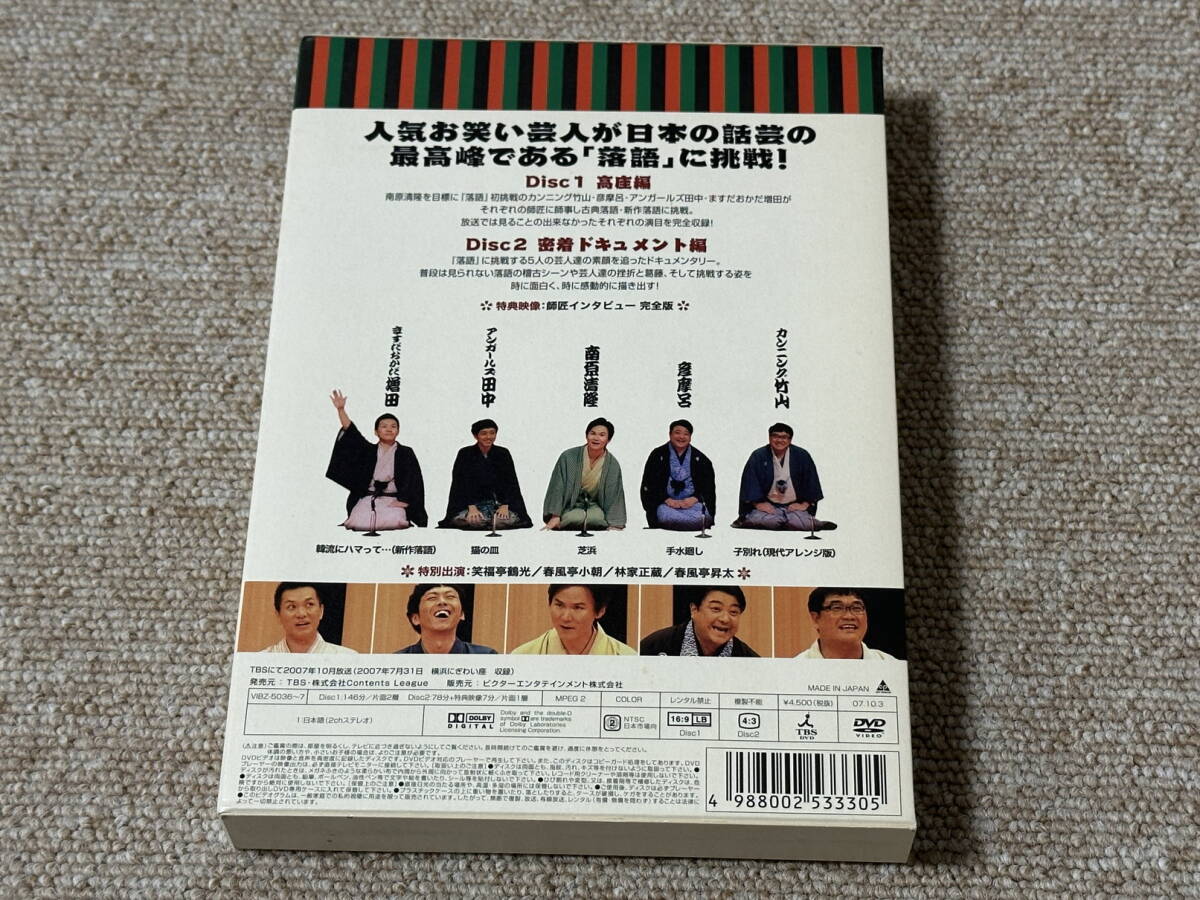 人気お笑い芸人が日本の話芸の
最高峰である「落語」に挑戦!
Disc1 高座編
南原清隆を目標に「落語」初挑戦のカンニング竹山・彦摩呂・アンガールズ田中・ますだおかだ増田が
それぞれの師匠に師事し古典落語・新作落語に挑戦。
放送では見ることの出来なかったそれぞれの演目を完全収録!
Disc2 密着ドキュメント編
「落語」に挑戦する5人の芸人達の素顔を追ったドキュメンタリー。
普段は見られない落語の稽古シーンや芸人達の挫折と葛藤、そして挑戦する姿を
時に面白く、時に感動的に描き出す!
特典映像:師匠インタビュー 完全版
ますだおかだ増田
アンガールズ田中
南原清隆
彦摩呂
カンニング竹山
韓流にハマって…(新作落語)
猫の皿
芝浜
手水廻し
子別れ(現代アレンジ版)
特別出演:笑福亭鶴光/春風亭小朝/林家正蔵/春風亭昇太
TBSにて2007年10月放送(2007年7月31日 横浜にぎわい座 収録)
発売元:TBS・株式会社Contents League 販売元:ビクターエンタテインメント株式会社
MADE IN JAPAN
VIBZ-5036~7
Disc1:146分/片面2層
Disc2:78分+特典映像7分/片面1層
MPEG 2
COLOR
レンタル禁止
複製不能
¥4,500(税抜)
07.10.3
1:日本語(2chステレオ)
DOLBY
DIGITAL
Dolby and the double-D
symbol are trademarks
of Dolby Laboratories
Licensing Corporation.
2
NTSC
日本市場向
16:9 LB
Disc1
4:3
Disc2
TBS
DVD
DVD
VIDEO
4 988002 533305